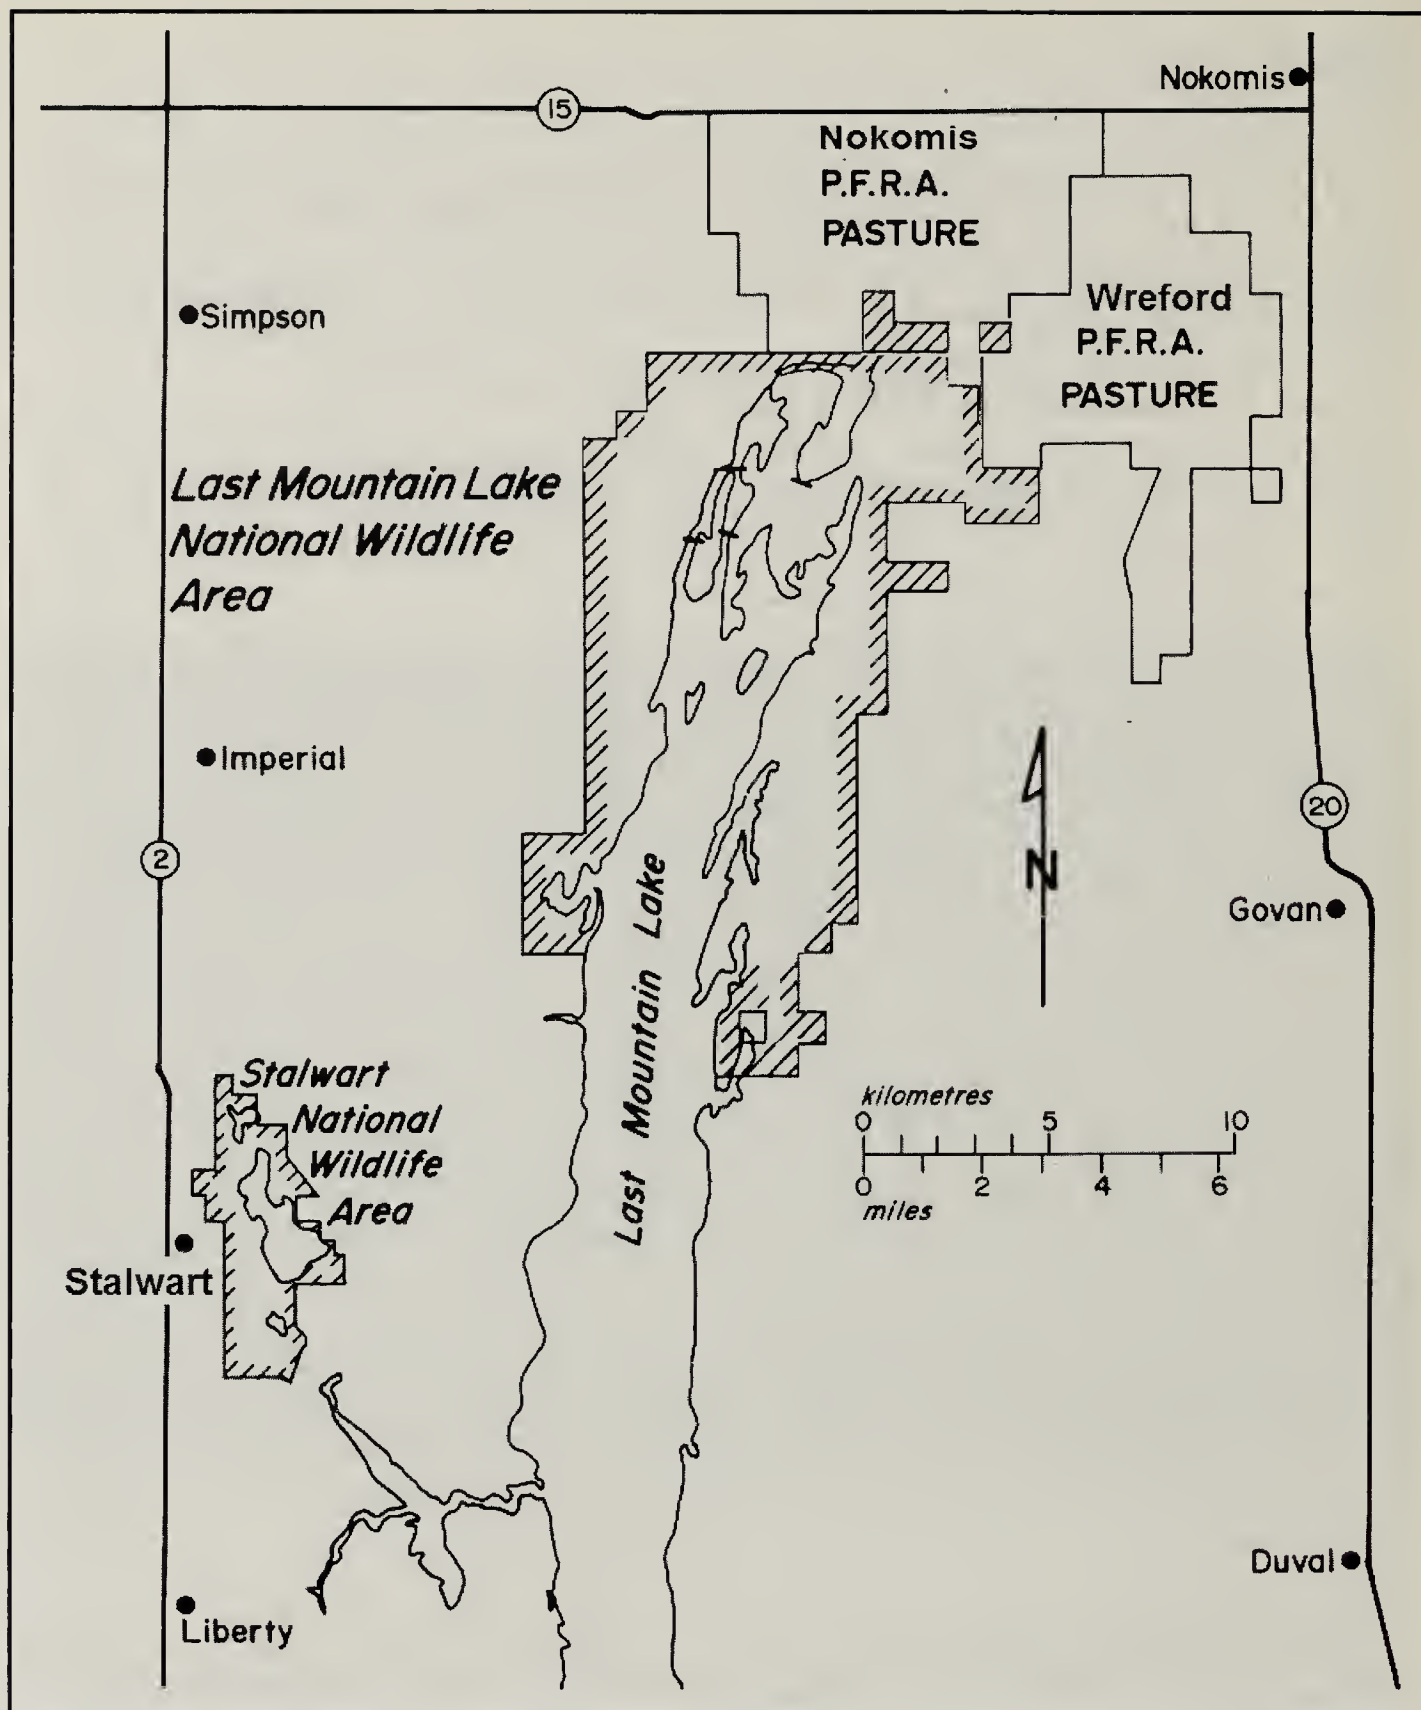 Nokomis
15
Nokomis
P.F.R.A.
PASTURE
Simpson
Wreford
P.F.R.A.
PASTURE
Last Mountain Lake
National Wildlife
Area
Imperial
2
20
N
Govan
Last Mountain Lake
Stalwart
National
Wildlife
Area
kilometres
0 5 10
0 2 4 6
miles
Stalwart
Duval
Liberty